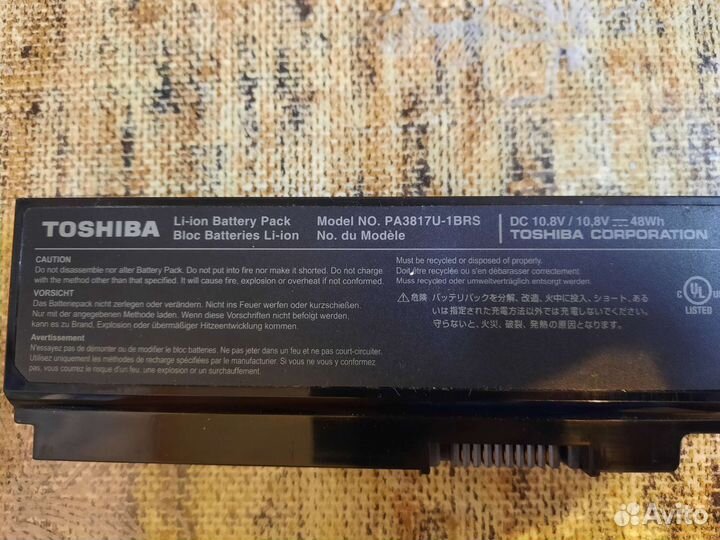 TOSHIBA
Li-ion Battery Pack
Bloc Batteries Li-ion
Model NO. PA3817U-1BRS
No. du Modèle
DC 10.8V / 10,8V 48Wh
TOSHIBA CORPORATION
CAUTION
Do not disassemble nor alter Battery Pack. Do not put into fire nor make it shorted. Do not charge
with the method other than that specified. It will cause fire, explosion or exhaust if not conformed.
VORSICHT
Das Batteriepack nicht zerlegen oder verändern. Nicht ins Feuer werfen oder kurzschließen.
Nur mit der angegebenen Methode laden. Wenn diese Vorschriften nicht befolgt werden,
kann es zu Brand, Explosion oder übermäßiger Hitzeentwicklung kommen.
Avertissement
N'essayez pas de démonter ou de modifier le bloc batteries. Ne pas jeter dans un feu et ne pas court-circuiter.
Utilisez uniquement les méthodes de recharge spécifiées par le manufacturier. Si vous ne le faites pas,
vous pourriez courir le risque d'un feu, une explosion or un surchauffement.
Must be recycled or disposed of properly.
Doit être recyclée ou s'en débarasser correctement.
Muss recycled oder umweltverträglich entsorgt werden.
⚠危険 バッテリパックを分解、改造、火中に投入、ショート、ある
いは指定された充電方法以外では充電しないでください。
守らないと、火災、破裂、発熱の原因となります。
C UL US
LISTED
Avito